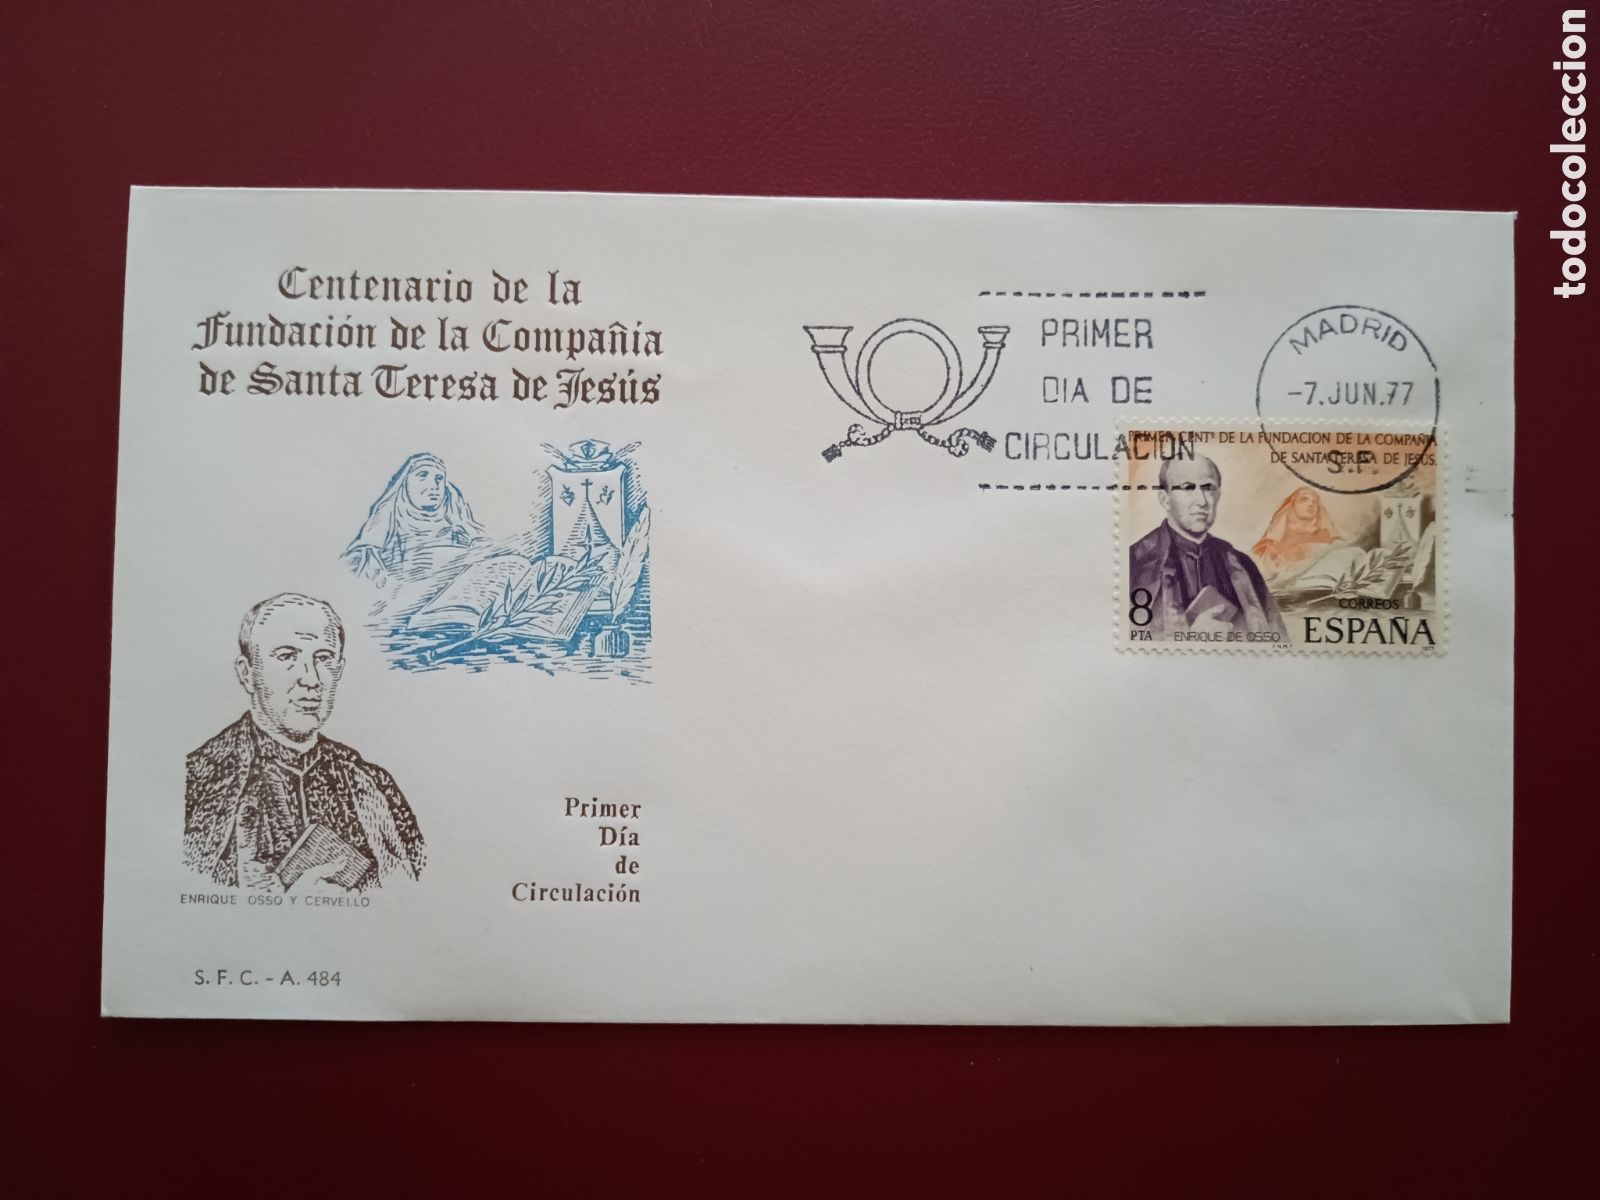 Centenario de la
Fundación de la Compañía
de Santa Teresa de Jesús
ENRIQUE OSSO Y CERVELLO
Primer
Día
de
Circulación
S. F. C. - A. 484
PRIMER
DIA DE
CIRCULACION
MADRID
-7.JUN.77
S.F.
PRIMER CENTº DE LA FUNDACION DE LA COMPAÑIA
DE SANTA TERESA DE JESUS.
8
PTA
ENRIQUE DE OSSO
CORREOS
ESPAÑA
1977
todocoleccion